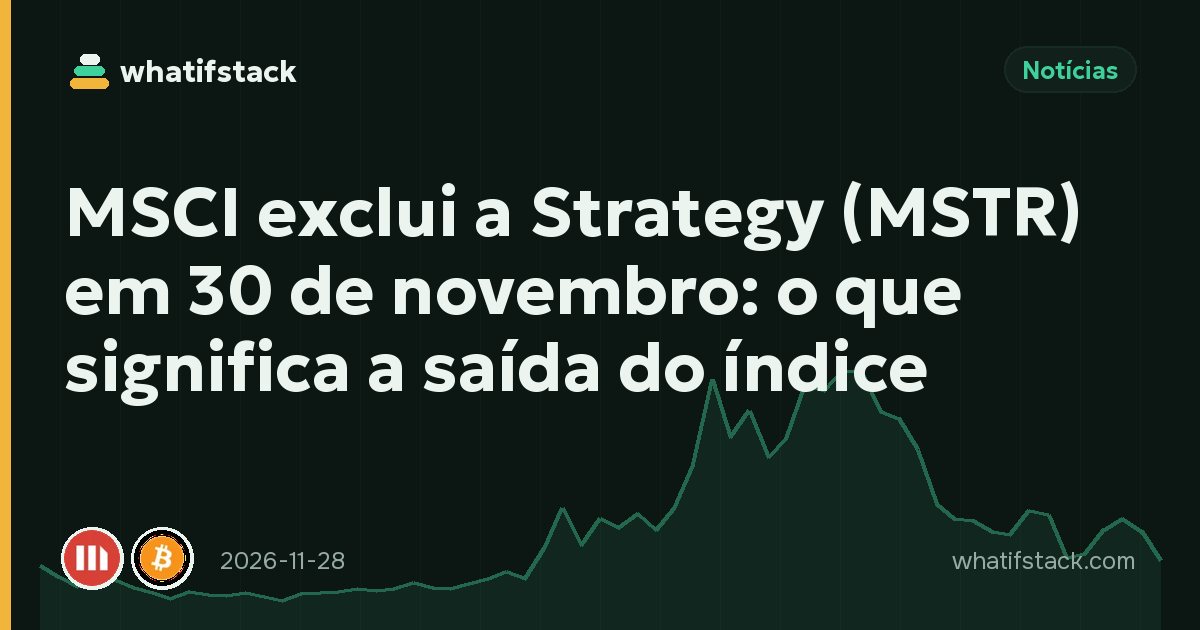 whatifstack
Notícias
MSCI exclui a Strategy (MSTR)
em 30 de novembro: o que
significa a saída do índice
2026-11-28
whatifstack.com